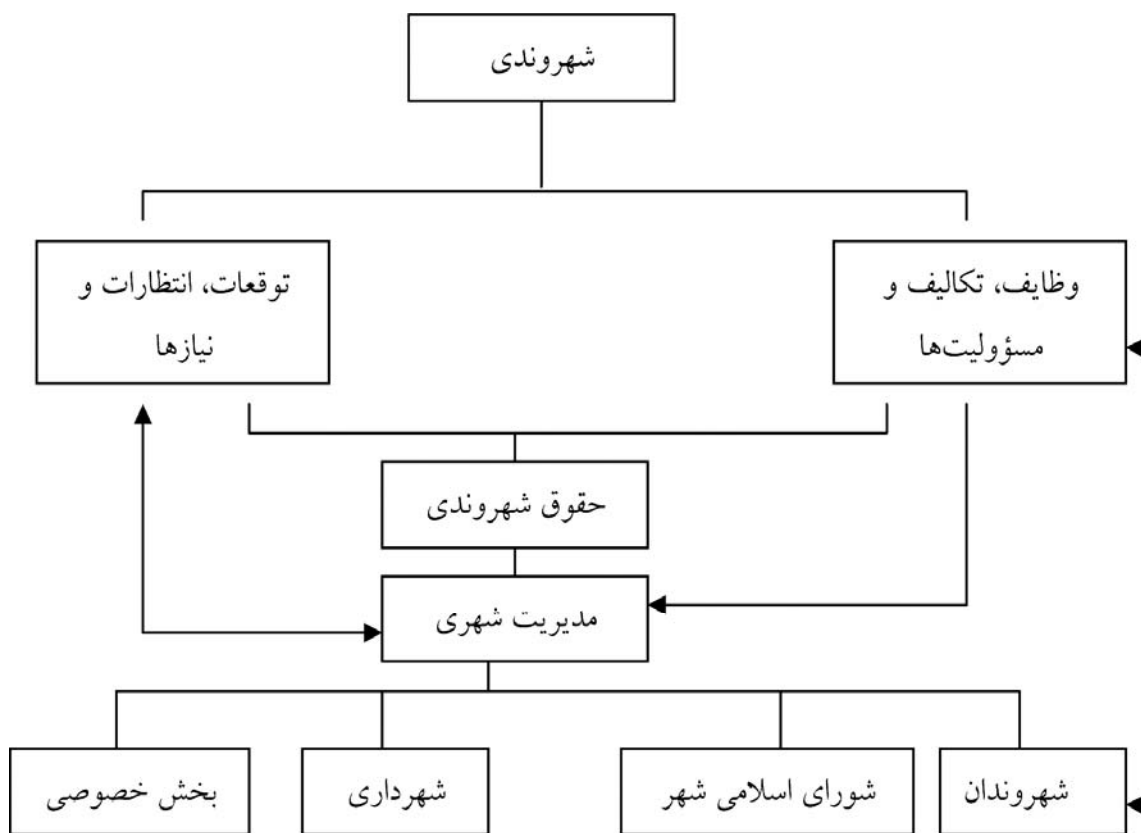 شهروندی
وظایف، تکالیف و
مسؤولیت‌ها
توقعات، انتظارات و
نیازها
حقوق شهروندی
مدیریت شهری
شهروندان
شورای اسلامی شهر
شهرداری
بخش خصوصی